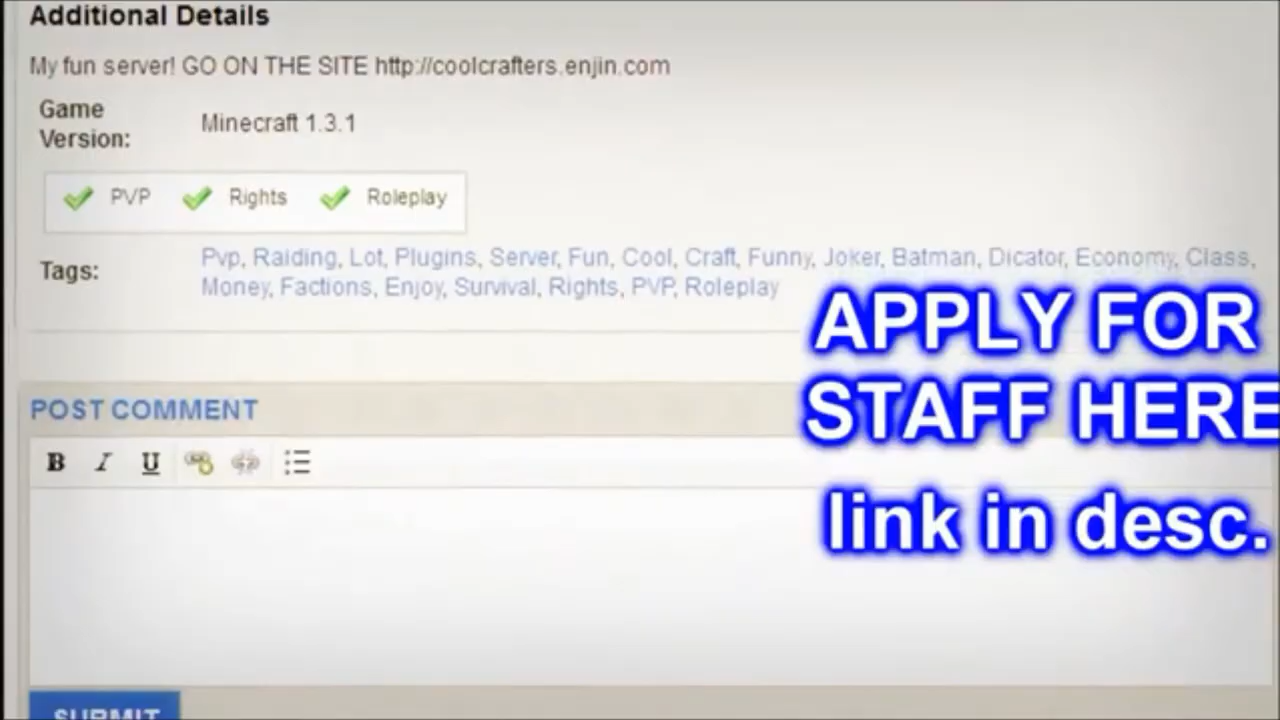 Additional Details
My fun server! GO ON THE SITE http://coolcrafters.enjin.com
Game
Version:
Minecraft 1.3.1
PVP Rights Roleplay
Tags:
Pvp, Raiding, Lot, Plugins, Server, Fun, Cool, Craft, Funny, Joker, Batman, Dicator, Economy, Class,
Money, Factions, Enjoy, Survival, Rights, PVP, Roleplay
APPLY FOR
STAFF HERE
link in desc.
POST COMMENT
B I U
SUBMIT